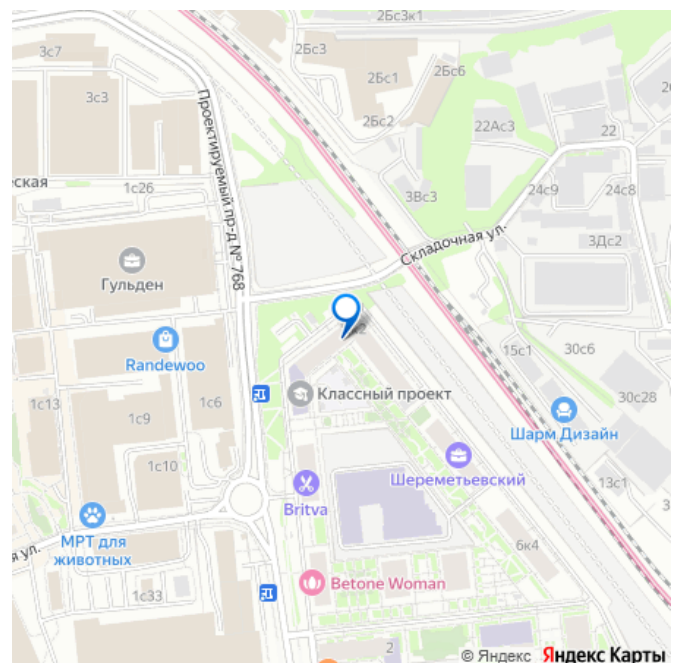 2Бс3к1
3с7
2Бс3
2Бс1
2Бс6
3с3
2Бс2
22Ас3
22
Проектируемый пр-д № 768
еская
1с26
3Вс3
24с9
24с8
Складочная ул.
3Дс2
Гульден
Randewoo
15с1
30с6
Классный проект
30с28
1с13
1с6
1с9
Шарм Дизайн
1с10
Шереметьевский
13с1
Britva
МРТ для
животных
ул.
6к4
Betone Woman
1с33
2
© Яндекс Яндекс Карты